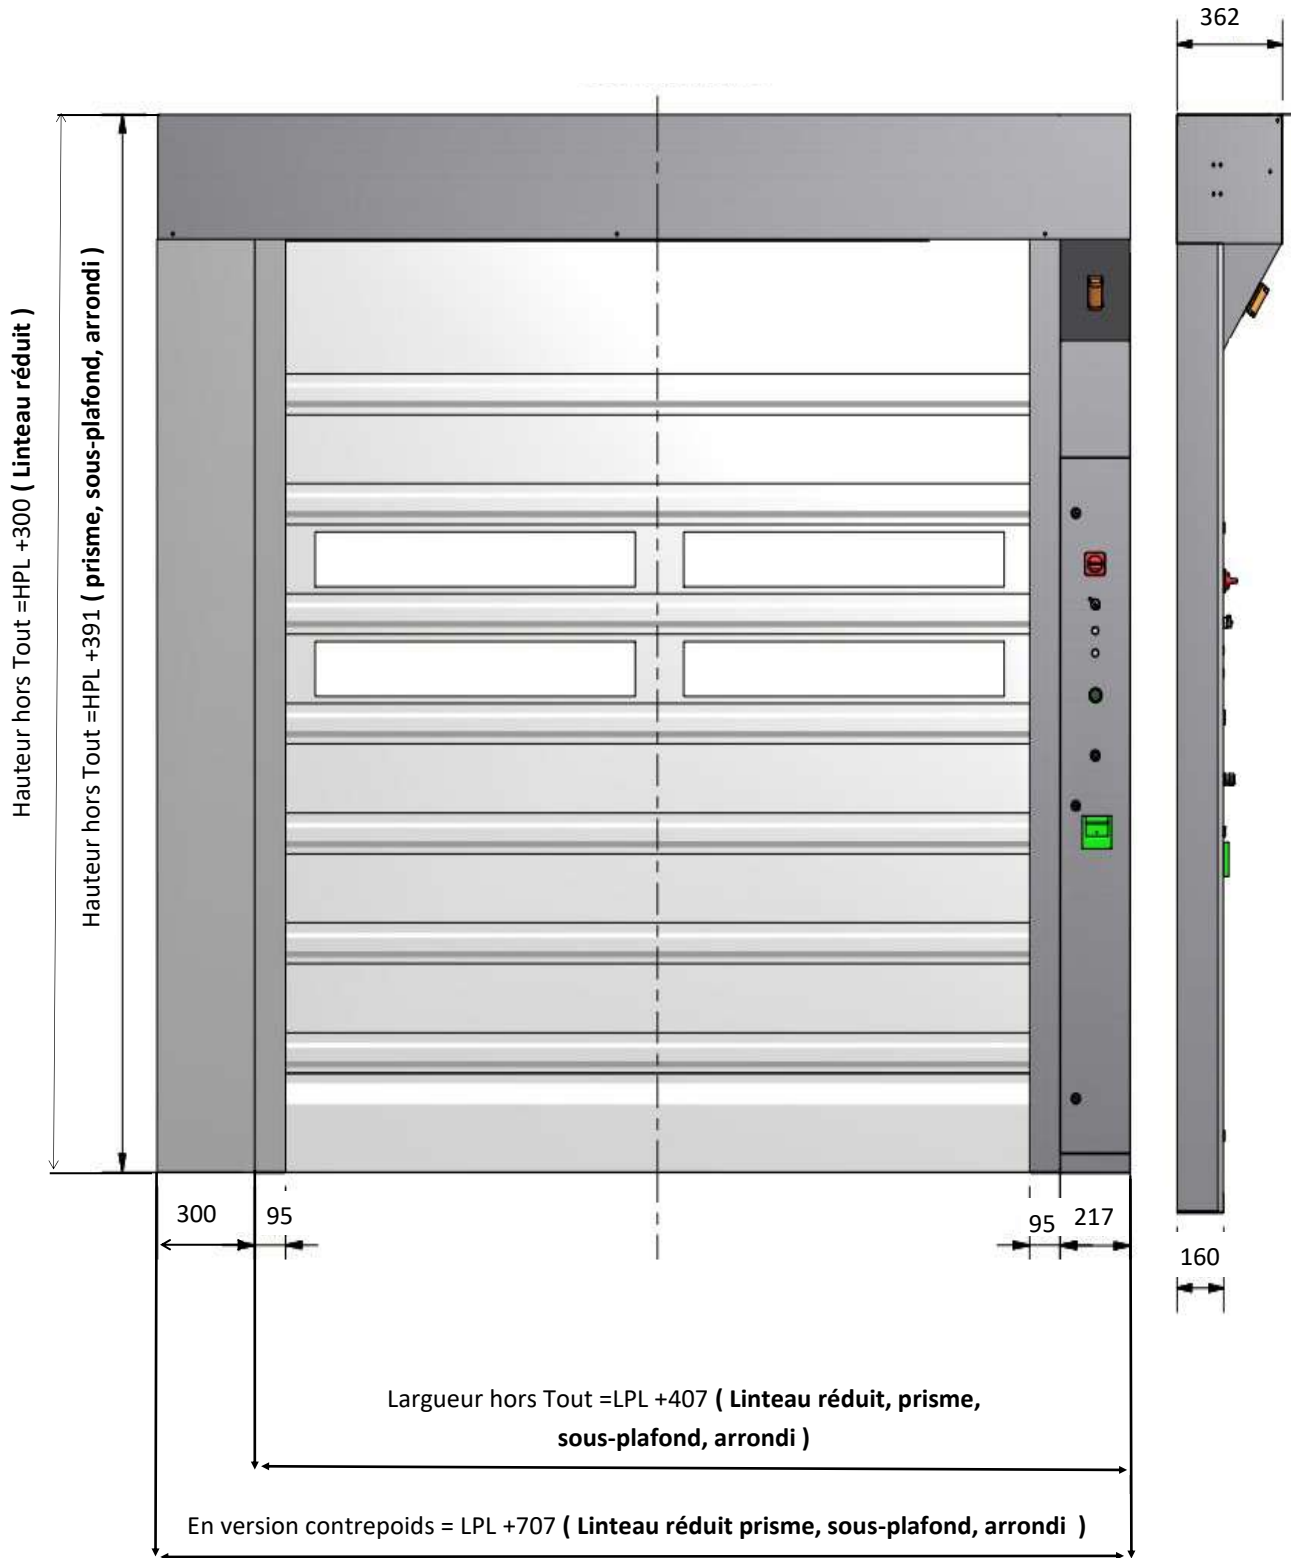 362
Hauteur hors Tout =HPL +300 ( Linteau réduit )
Hauteur hors Tout =HPL +391 ( prisme, sous-plafond, arrondi )
300
95
95
217
160
Largueur hors Tout =LPL +407 ( Linteau réduit, prisme,
sous-plafond, arrondi )
En version contrepoids = LPL +707 ( Linteau réduit prisme, sous-plafond, arrondi )